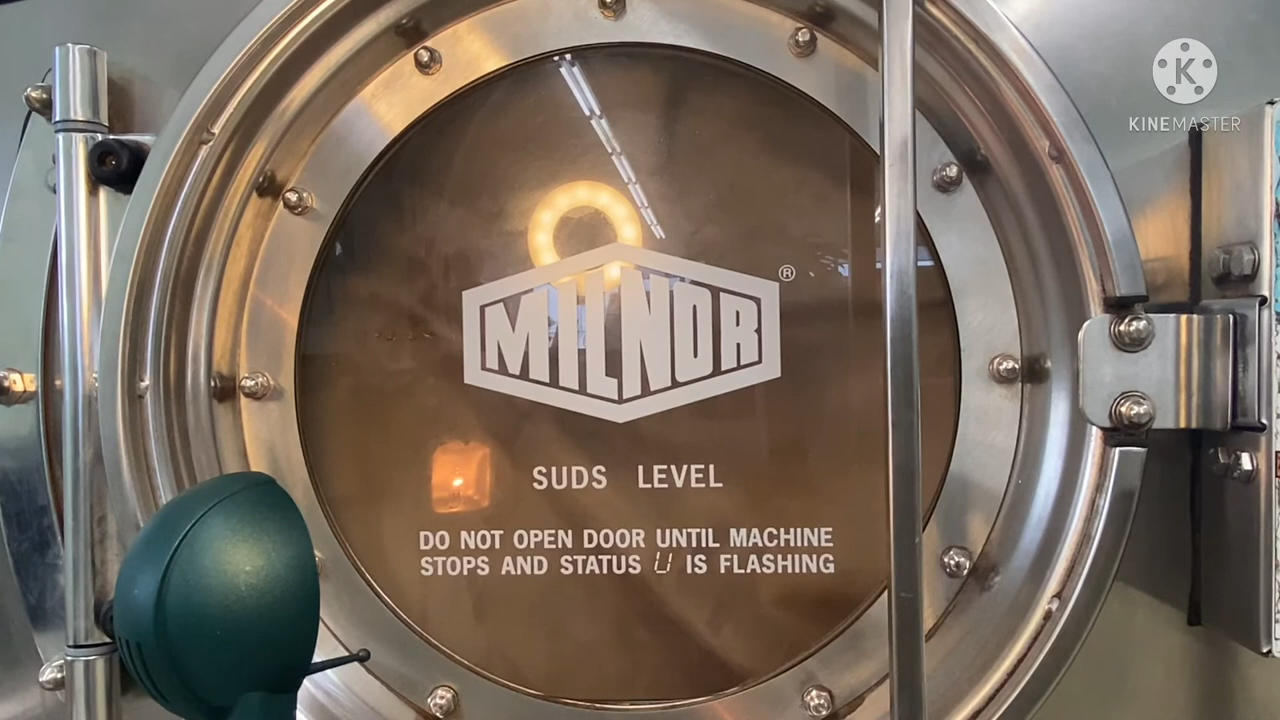 KINEMASTER
MILNOR®
SUDS LEVEL
DO NOT OPEN DOOR UNTIL MACHINE
STOPS AND STATUS U IS FLASHING